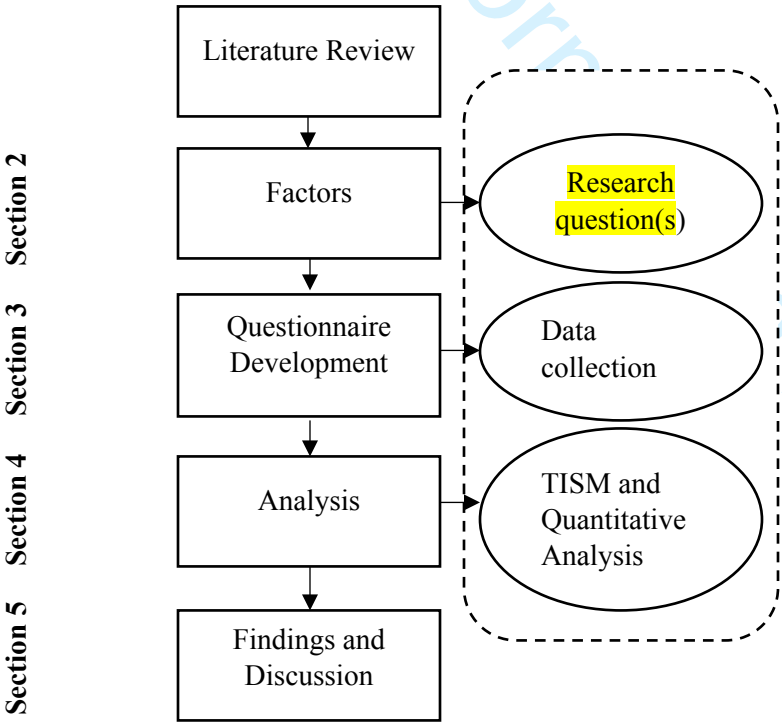 Literature Review
Section 2
Factors
Research
question(s)
Section 3
Questionnaire
Development
Data
collection
Section 4
Analysis
TISM and
Quantitative
Analysis
Section 5
Findings and
Discussion